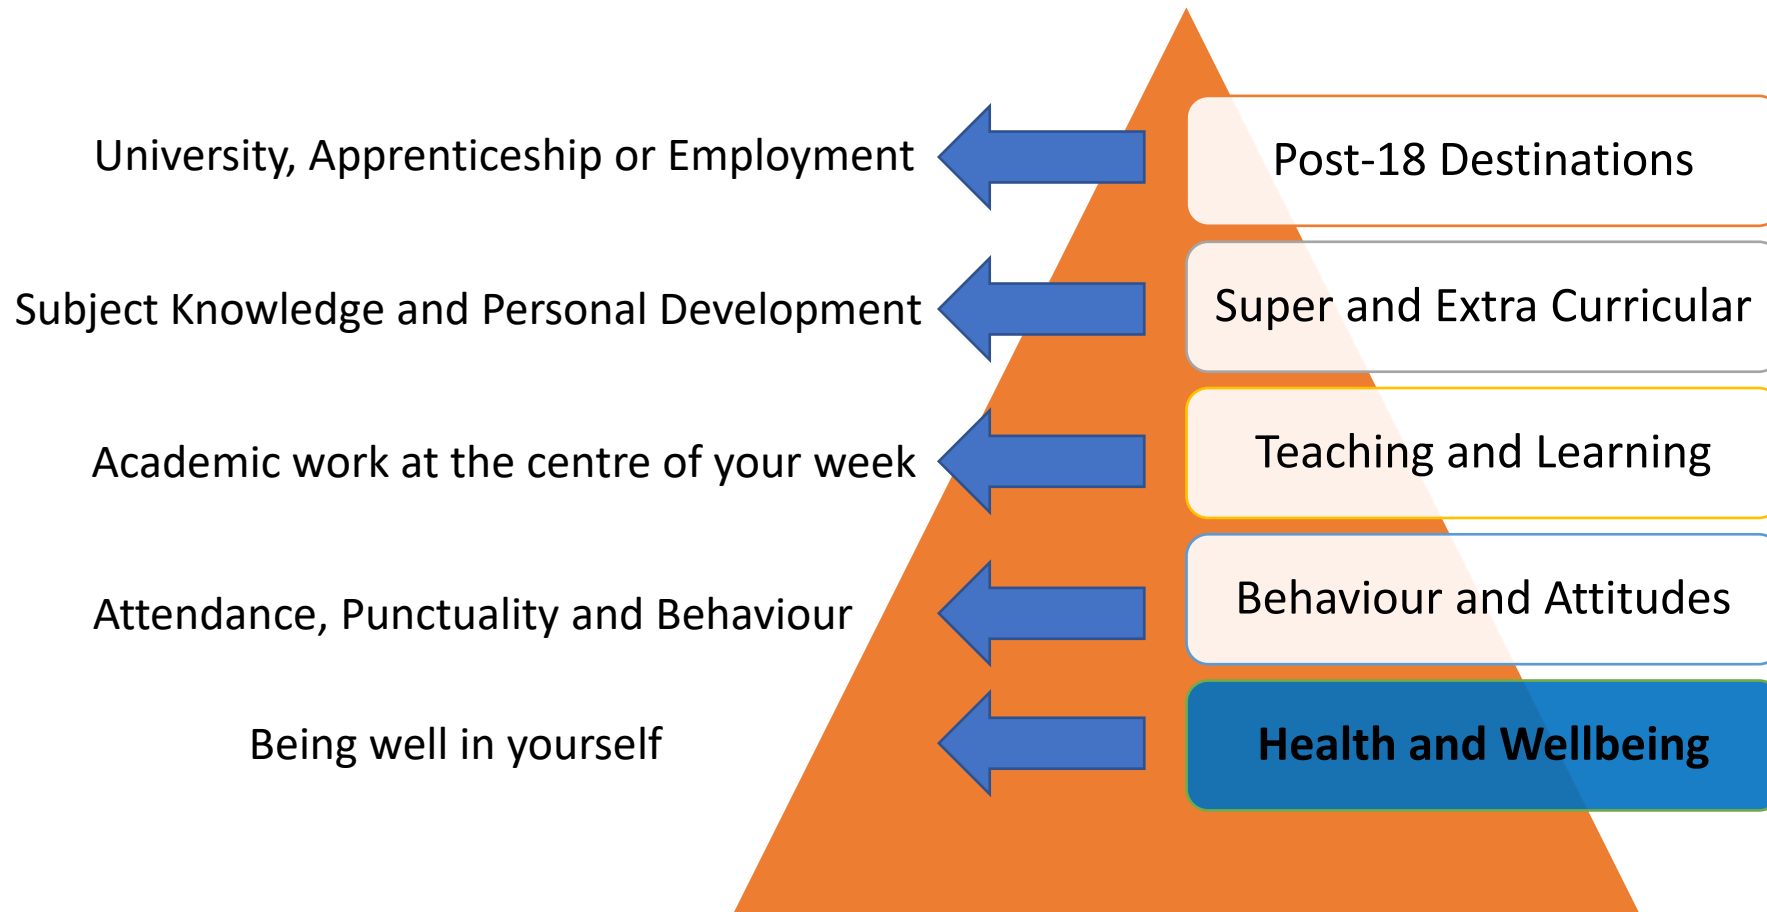 University, Apprenticeship or Employment
Post-18 Destinations
Subject Knowledge and Personal Development
Super and Extra Curricular
Academic work at the centre of your week
Teaching and Learning
Attendance, Punctuality and Behaviour
Behaviour and Attitudes
Being well in yourself
Health and Wellbeing